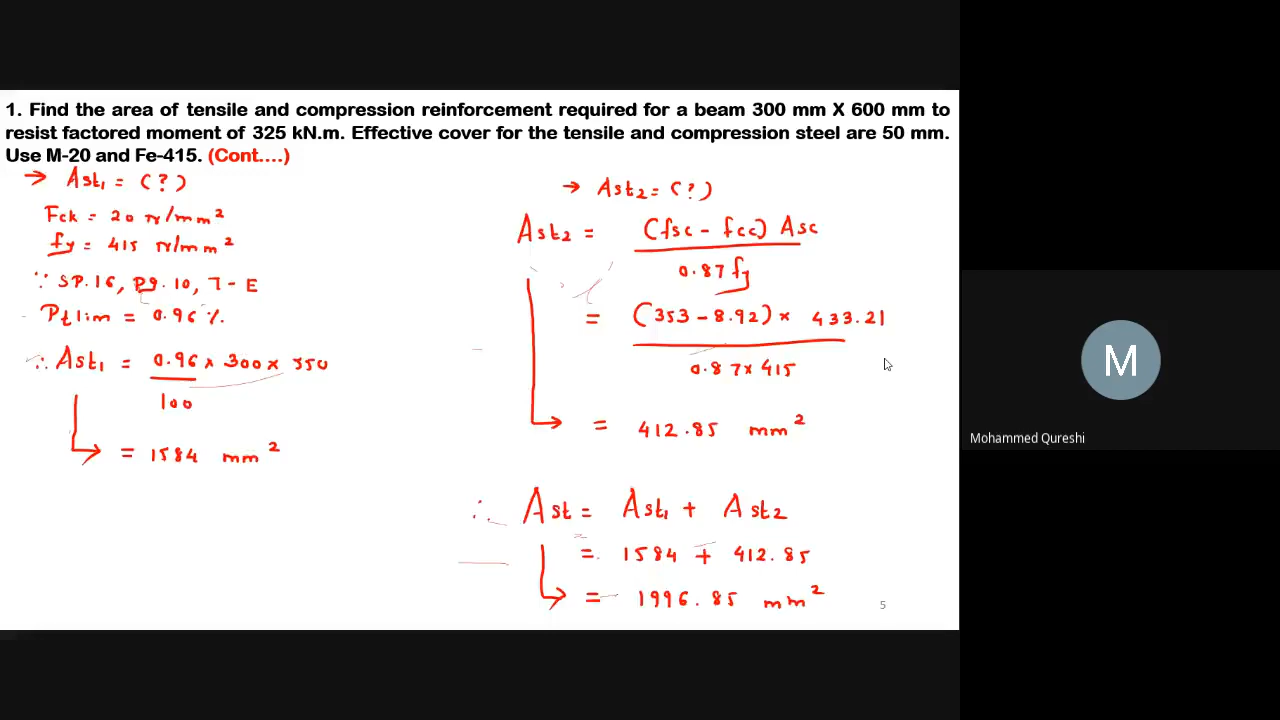 1. Find the area of tensile and compression reinforcement required for a beam 300 mm X 600 mm to
resist factored moment of 325 kN.m. Effective cover for the tensile and compression steel are 50 mm.
Use M-20 and Fe-415. (Cont....)
→ Ast1 = (?)
Fck = 20 N/mm²
fy = 415 N/mm²
∵ SP.16, Pg.10, T-E
Ptlim = 0.96 %
∴ Ast1 = 0.96 × 300 × 550
100
= 1584 mm²
→ Ast2 = (?)
Ast2 = (fsc - fcc) Asc
0.87 fy
= (353 - 8.92) × 433.21
0.87 × 415
= 412.85 mm²
∴ Ast = Ast1 + Ast2
= 1584 + 412.85
= 1996.85 mm²
5
M
Mohammed Qureshi